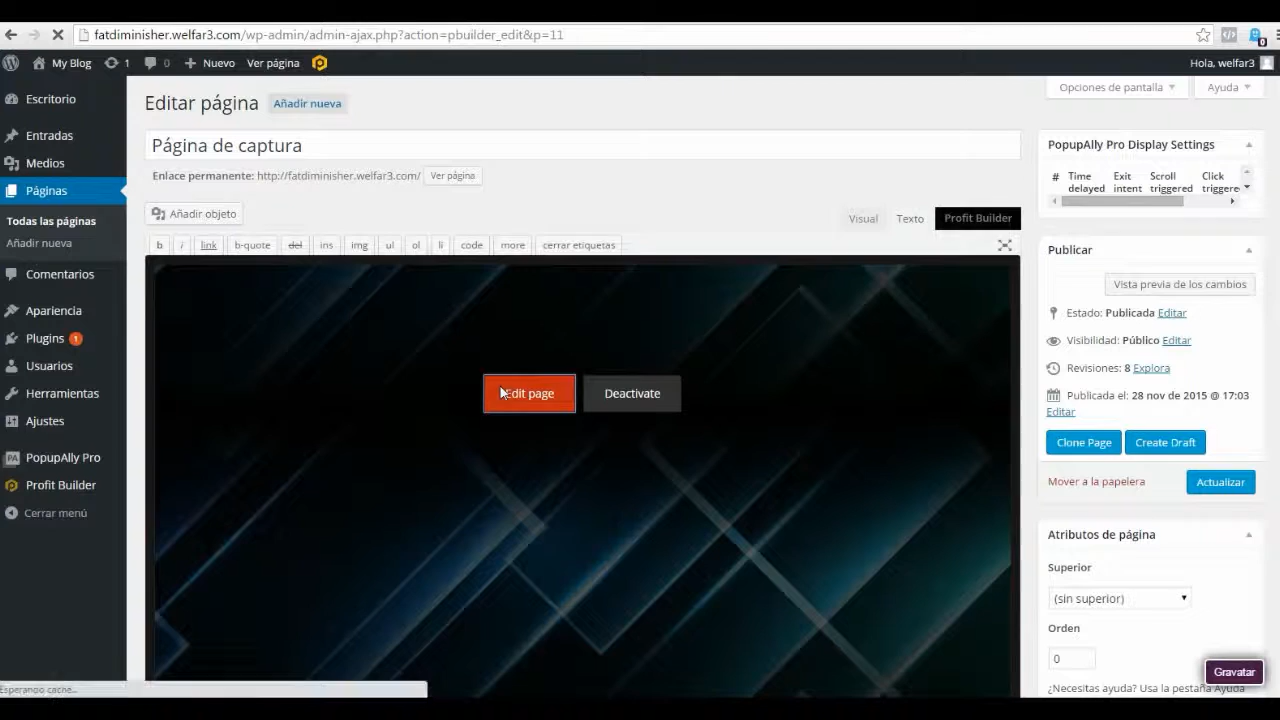 fatdiminisher.welfar3.com/wp-admin/admin-ajax.php?action=pbuilder_edit&p=11
0
My Blog 1 0 Nuevo Ver página
Hola, welfar3
Escritorio
Entradas
Medios
Páginas
Todas las páginas
Añadir nueva
Comentarios
Apariencia
Plugins 1
Usuarios
Herramientas
Ajustes
PA PopupAlly Pro
Profit Builder
Cerrar menú
Esperando cache...
Opciones de pantalla Ayuda
Editar página Añadir nueva
Página de captura
Enlace permanente: http://fatdiminisher.welfar3.com/ Ver página
Añadir objeto
Visual Texto Profit Builder
b i link b-quote del ins img ul ol li code more cerrar etiquetas
Edit page Deactivate
PopupAlly Pro Display Settings
# Time delayed Exit intent Scroll triggered Click triggere
Publicar
Vista previa de los cambios
Estado: Publicada Editar
Visibilidad: Público Editar
Revisiones: 8 Explora
Publicada el: 28 nov de 2015 @ 17:03
Editar
Clone Page Create Draft
Mover a la papelera Actualizar
Atributos de página
Superior
(sin superior)
Orden
0
Gravatar
¿Necesitas ayuda? Usa la pestaña Ayuda